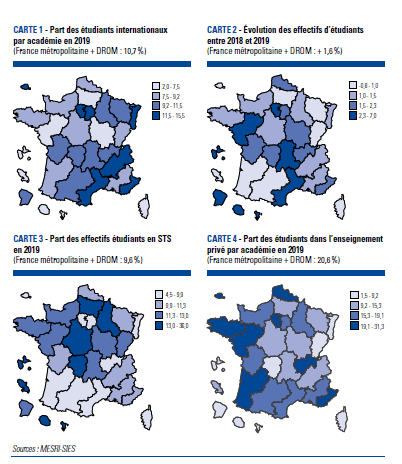 CARTE 1 - Part des étudiants internationaux
par académie en 2019
(France métropolitaine + DROM : 10,7 %)
2,0 - 7,5
7,5 - 9,2
9,2 - 11,5
11,5 - 15,5
CARTE 2 - Évolution des effectifs d'étudiants
entre 2018 et 2019
(France métropolitaine + DROM : + 1,6 %)
-0,8 - 1,0
1,0 - 1,5
1,5 - 2,3
2,3 - 7,0
CARTE 3 - Part des effectifs étudiants en STS
en 2019
(France métropolitaine + DROM : 9,6 %)
4,5 - 9,9
9,9 - 11,3
11,3 - 13,0
13,0 - 36,0
CARTE 4 - Part des étudiants dans l'enseignement
privé par académie en 2019
(France métropolitaine + DROM : 20,6 %)
1,5 - 9,2
9,2 - 15,3
15,3 - 19,1
19,1 - 31,3
Sources : MESRI-SIES